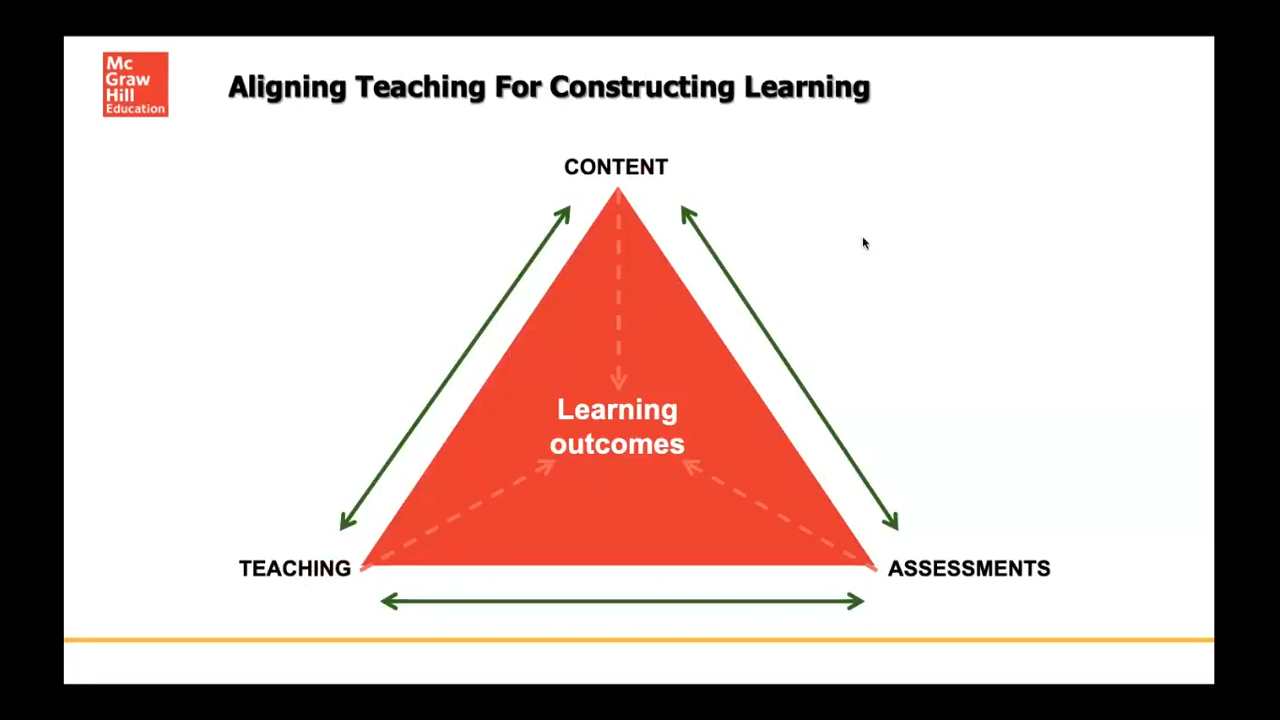 Mc
Graw
Hill
Education
Aligning Teaching For Constructing Learning
CONTENT
Learning
outcomes
TEACHING
ASSESSMENTS